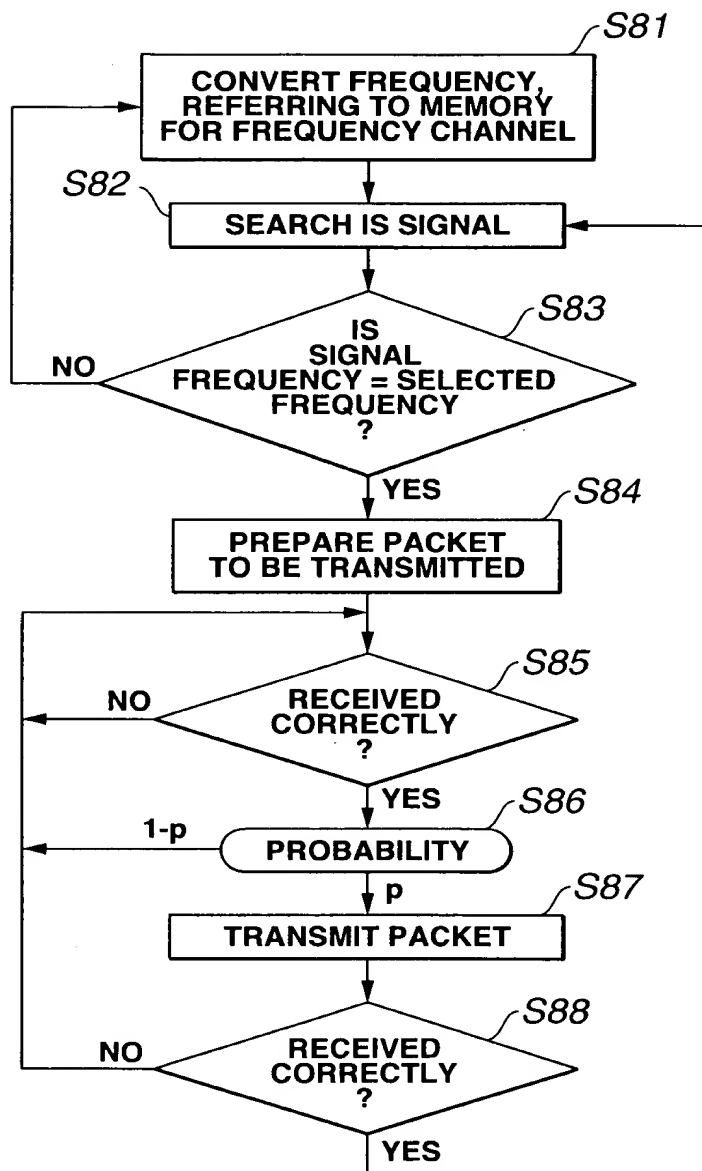 S81
CONVERT FREQUENCY,
REFERRING TO MEMORY
FOR FREQUENCY CHANNEL
S82
SEARCH IS SIGNAL
S83
IS
SIGNAL
FREQUENCY = SELECTED
FREQUENCY
?
NO
YES
S84
PREPARE PACKET
TO BE TRANSMITTED
S85
NO
RECEIVED
CORRECTLY
?
YES
S86
1-p
PROBABILITY
p
S87
TRANSMIT PACKET
S88
NO
RECEIVED
CORRECTLY
?
YES